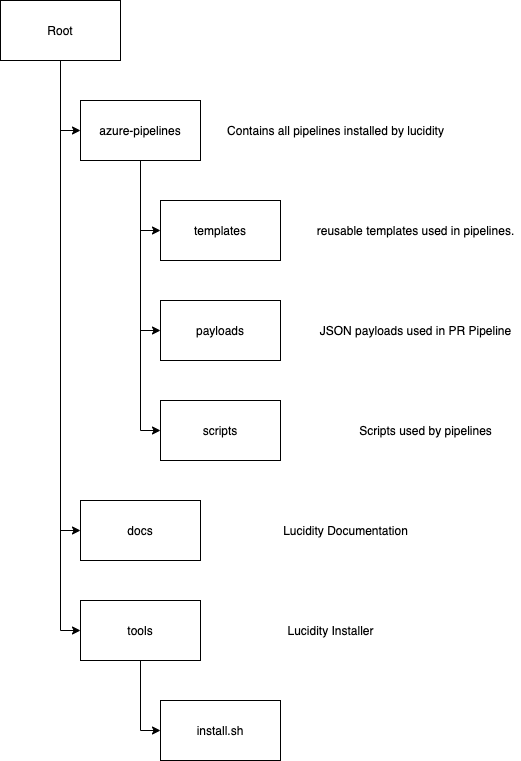 Root
azure-pipelines
Contains all pipelines installed by lucidity
templates
reusable templates used in pipelines.
payloads
JSON payloads used in PR Pipeline
scripts
Scripts used by pipelines
docs
Lucidity Documentation
tools
Lucidity Installer
install.sh